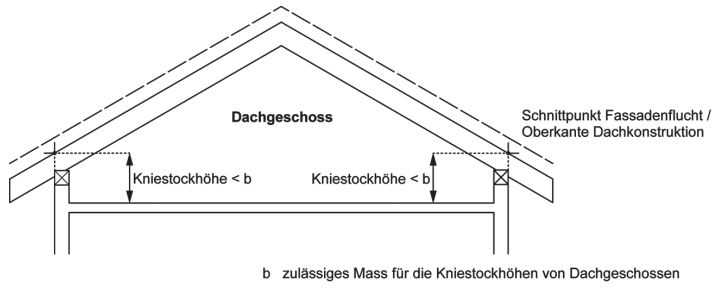 Dachgeschoss
Schnittpunkt Fassadenflucht /
Oberkante Dachkonstruktion
Kniestockhöhe < b
Kniestockhöhe < b
b zulässiges Mass für die Kniestockhöhen von Dachgeschossen